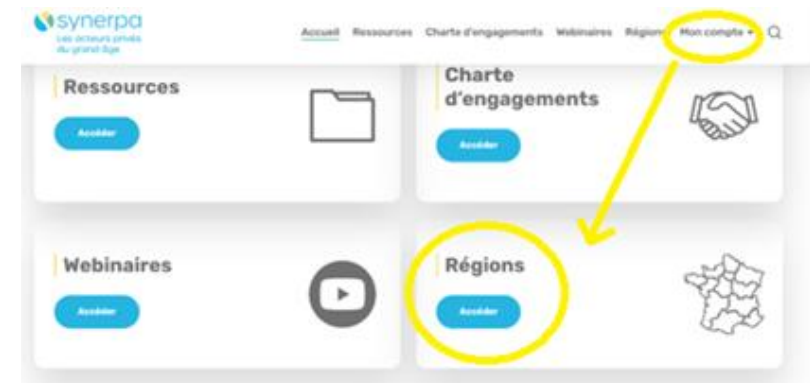 synerpa
Les acteurs privés
du grand âge
Accueil Ressources Charte d'engagements Webinaires Régions Mon compte
Ressources
Accéder
Charte
d'engagements
Accéder
Webinaires
Accéder
Régions
Accéder